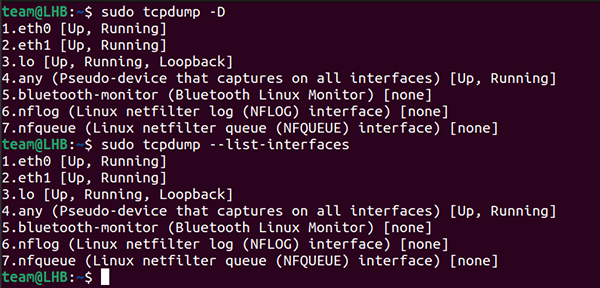 team@LHB:~$ sudo tcpdump -D
1.eth0 [Up, Running]
2.eth1 [Up, Running]
3.lo [Up, Running, Loopback]
4.any (Pseudo-device that captures on all interfaces) [Up, Running]
5.bluetooth-monitor (Bluetooth Linux Monitor) [none]
6.nflog (Linux netfilter log (NFLOG) interface) [none]
7.nfqueue (Linux netfilter queue (NFQUEUE) interface) [none]
team@LHB:~$ sudo tcpdump --list-interfaces
1.eth0 [Up, Running]
2.eth1 [Up, Running]
3.lo [Up, Running, Loopback]
4.any (Pseudo-device that captures on all interfaces) [Up, Running]
5.bluetooth-monitor (Bluetooth Linux Monitor) [none]
6.nflog (Linux netfilter log (NFLOG) interface) [none]
7.nfqueue (Linux netfilter queue (NFQUEUE) interface) [none]
team@LHB:~$